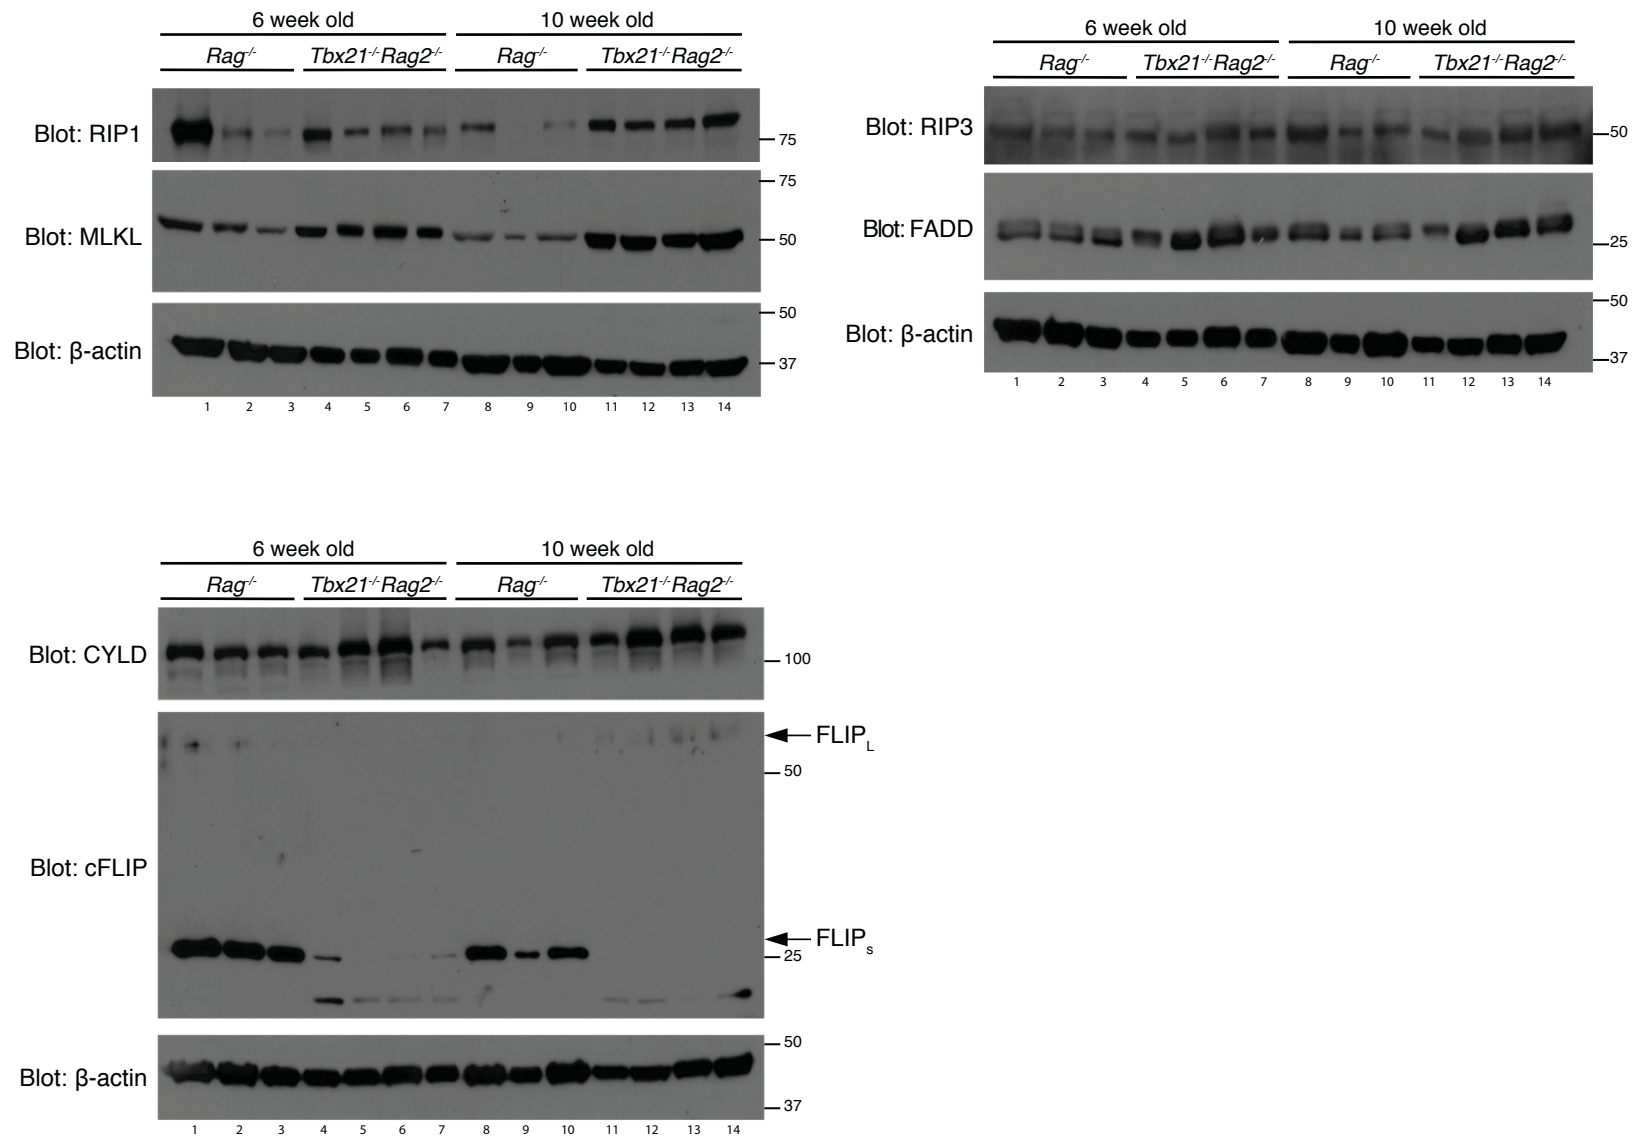 6 week old 10 week old
Rag-/- Tbx21-/-Rag2-/- Rag-/- Tbx21-/-Rag2-/-
Blot: RIP1
75
75
Blot: MLKL
50
50
Blot: β-actin
37
1 2 3 4 5 6 7 8 9 10 11 12 13 14
6 week old 10 week old
Rag-/- Tbx21-/-Rag2-/- Rag-/- Tbx21-/-Rag2-/-
Blot: RIP3
50
Blot: FADD
25
50
Blot: β-actin
37
1 2 3 4 5 6 7 8 9 10 11 12 13 14
6 week old 10 week old
Rag-/- Tbx21-/-Rag2-/- Rag-/- Tbx21-/-Rag2-/-
Blot: CYLD
100
FLIPL
50
Blot: cFLIP
FLIPs
25
50
Blot: β-actin
37
1 2 3 4 5 6 7 8 9 10 11 12 13 14